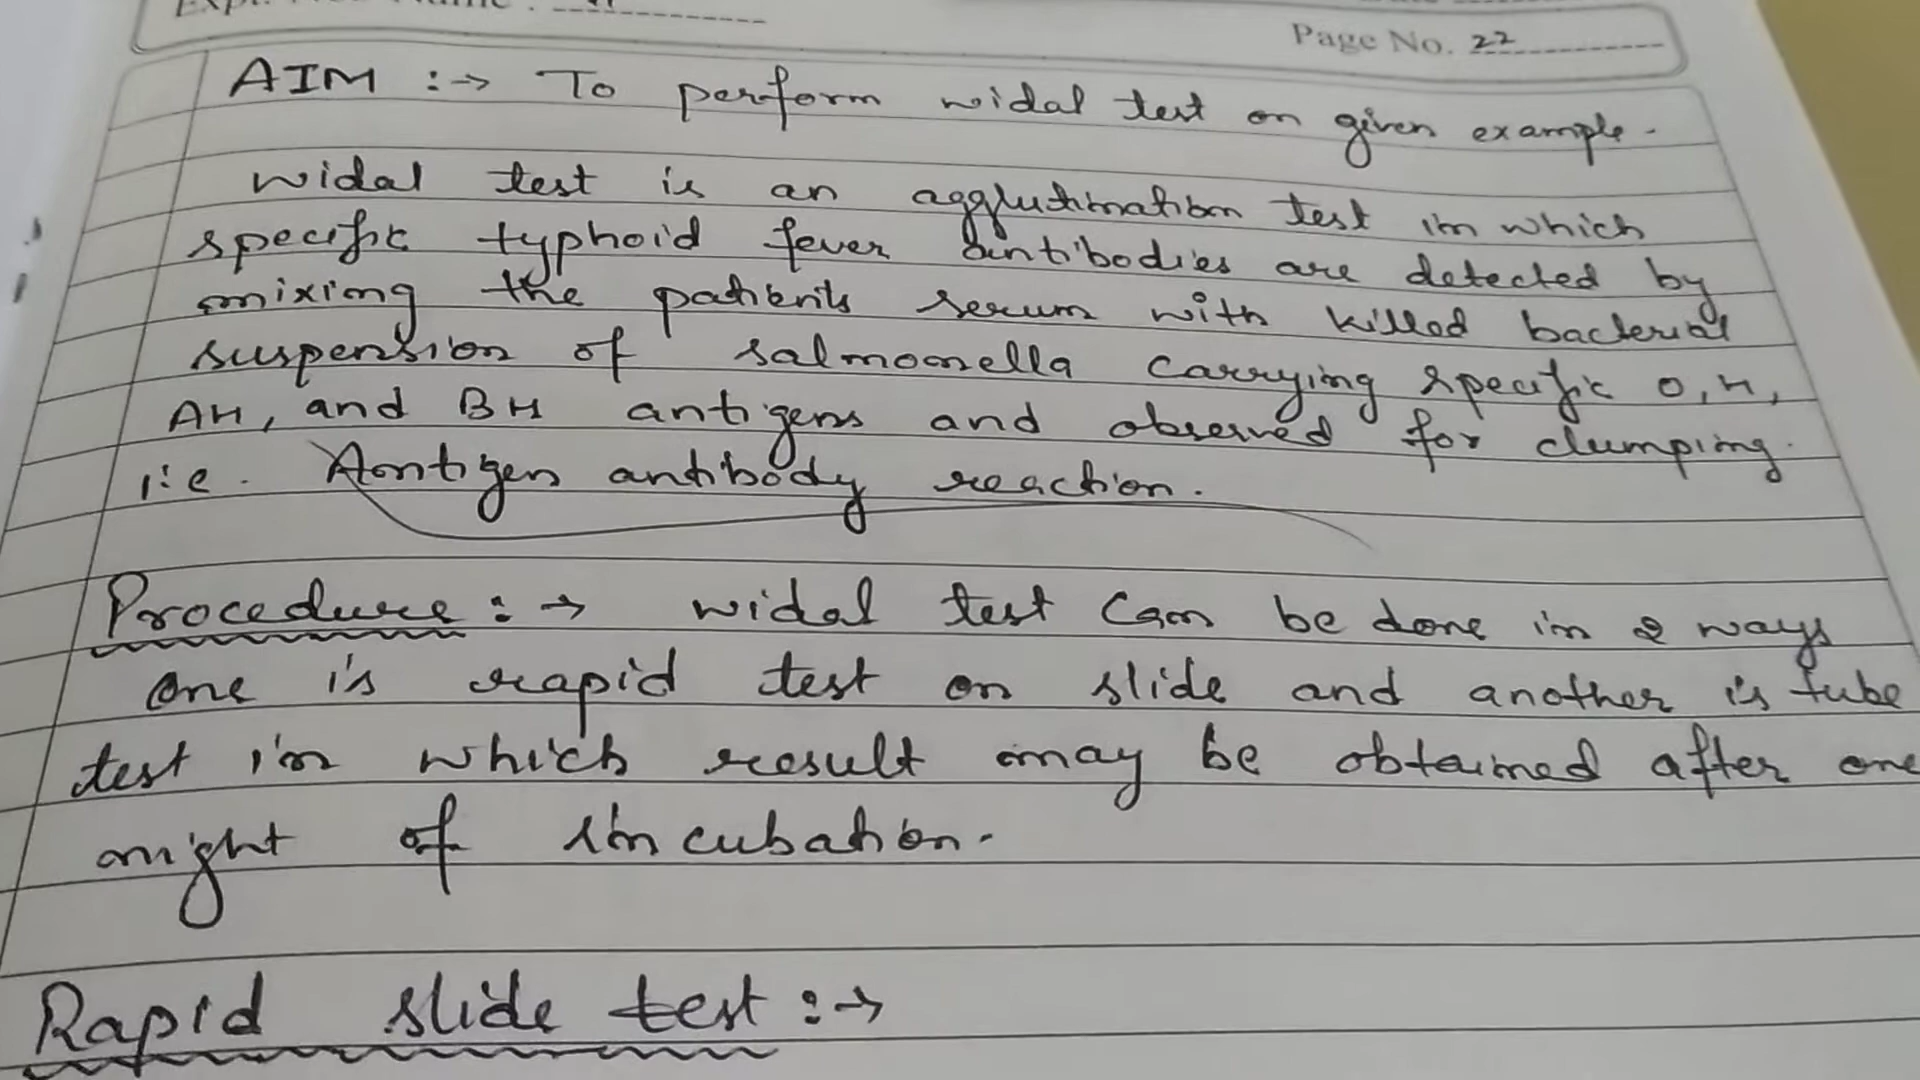 Page No. 22
AIM :→ To perform widal test on given example.
widal test is an agglutination test in which
specific typhoid fever antibodies are detected by
mixing the patients serum with killed bacterial
suspension of salmonella carrying specific O, H,
AH, and BH antigens and observed for clumping.
i.e. Antigen antibody reaction.
Procedure :→ widal test can be done in 2 ways
one is rapid test on slide and another is tube
test in which result may be obtained after one
night of incubation.
Rapid slide test :→